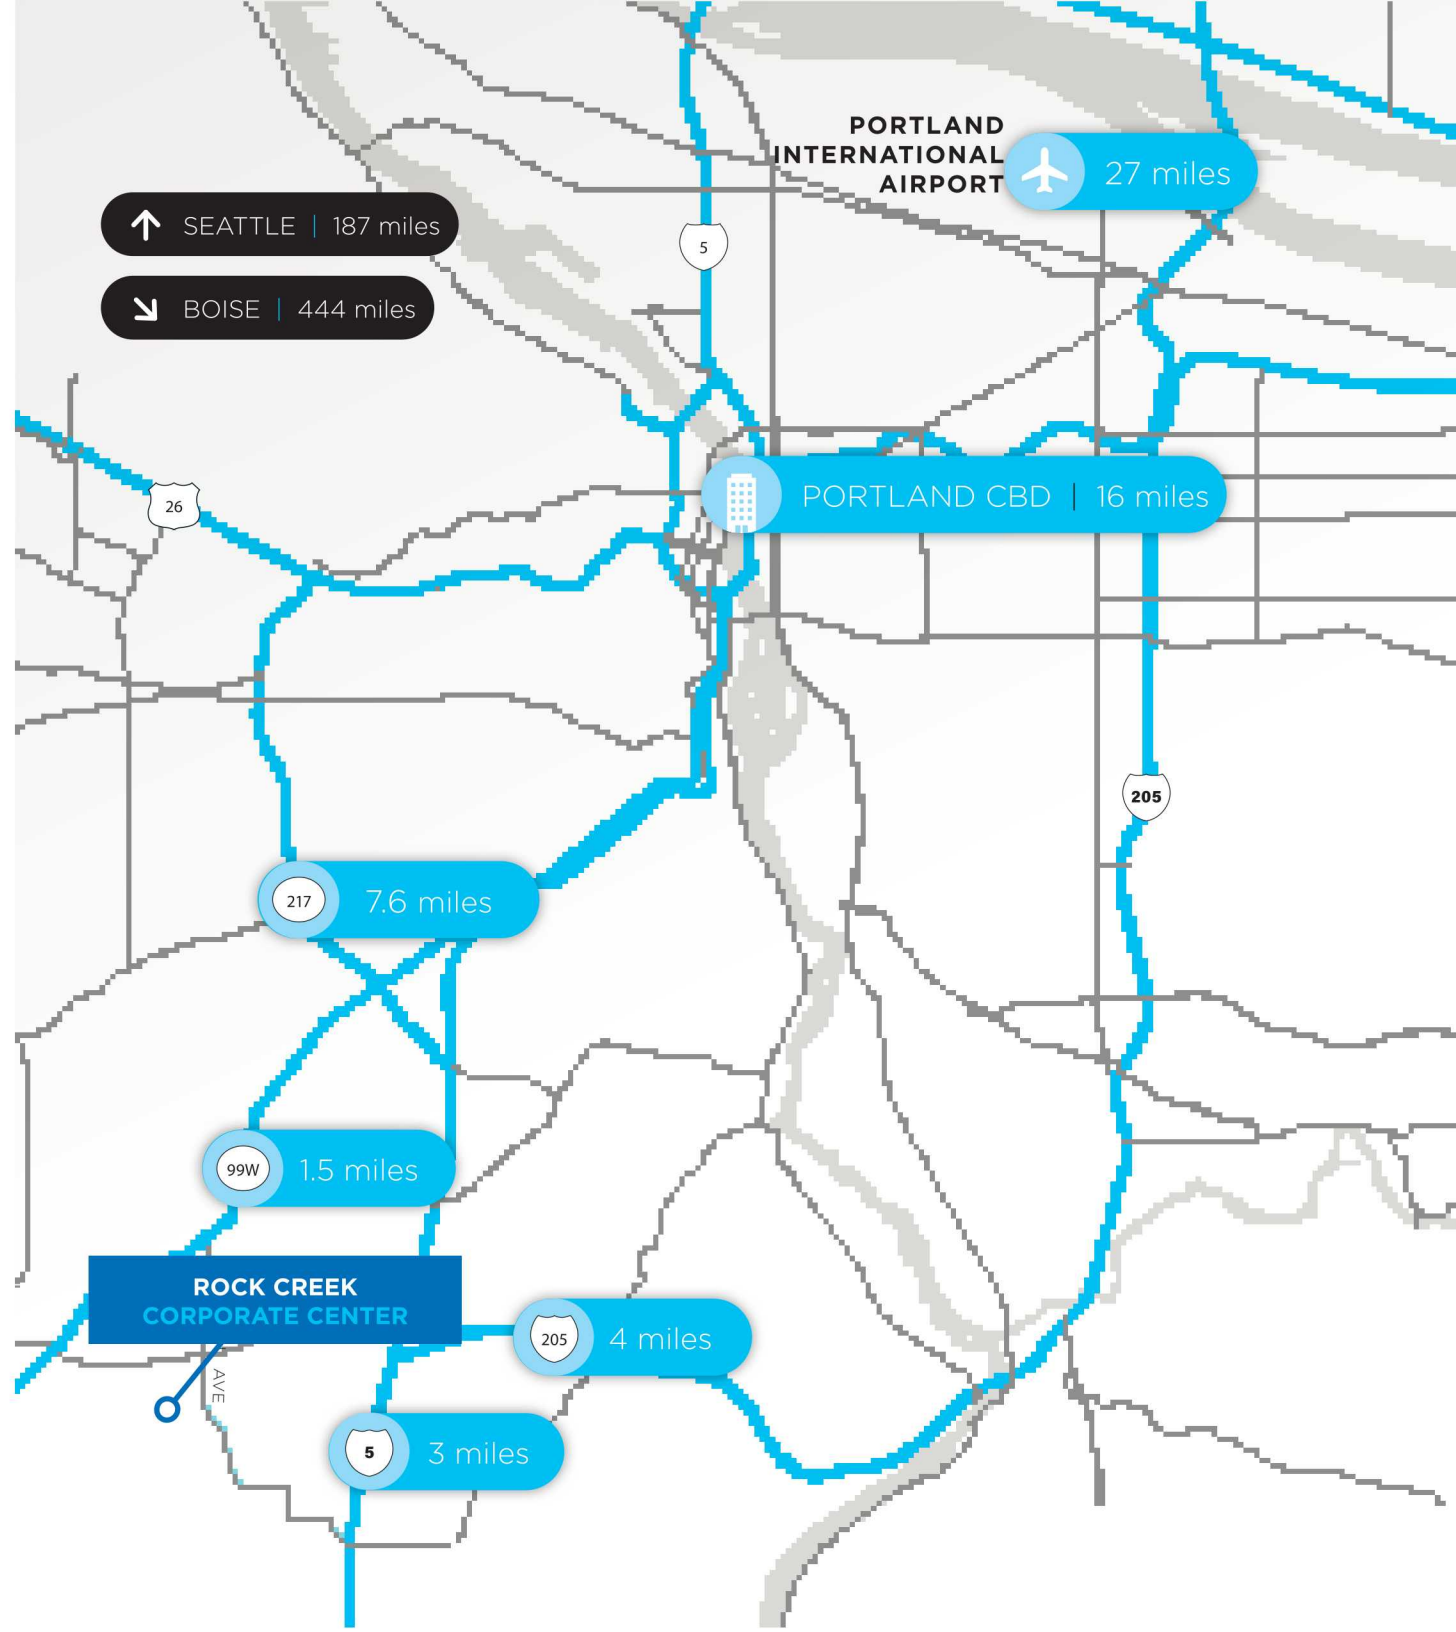 PORTLAND
INTERNATIONAL
AIRPORT
27 miles
SEATTLE | 187 miles
5
BOISE | 444 miles
26
PORTLAND CBD | 16 miles
205
217
7.6 miles
99W
1.5 miles
ROCK CREEK
CORPORATE CENTER
205
4 miles
AVE
5
3 miles